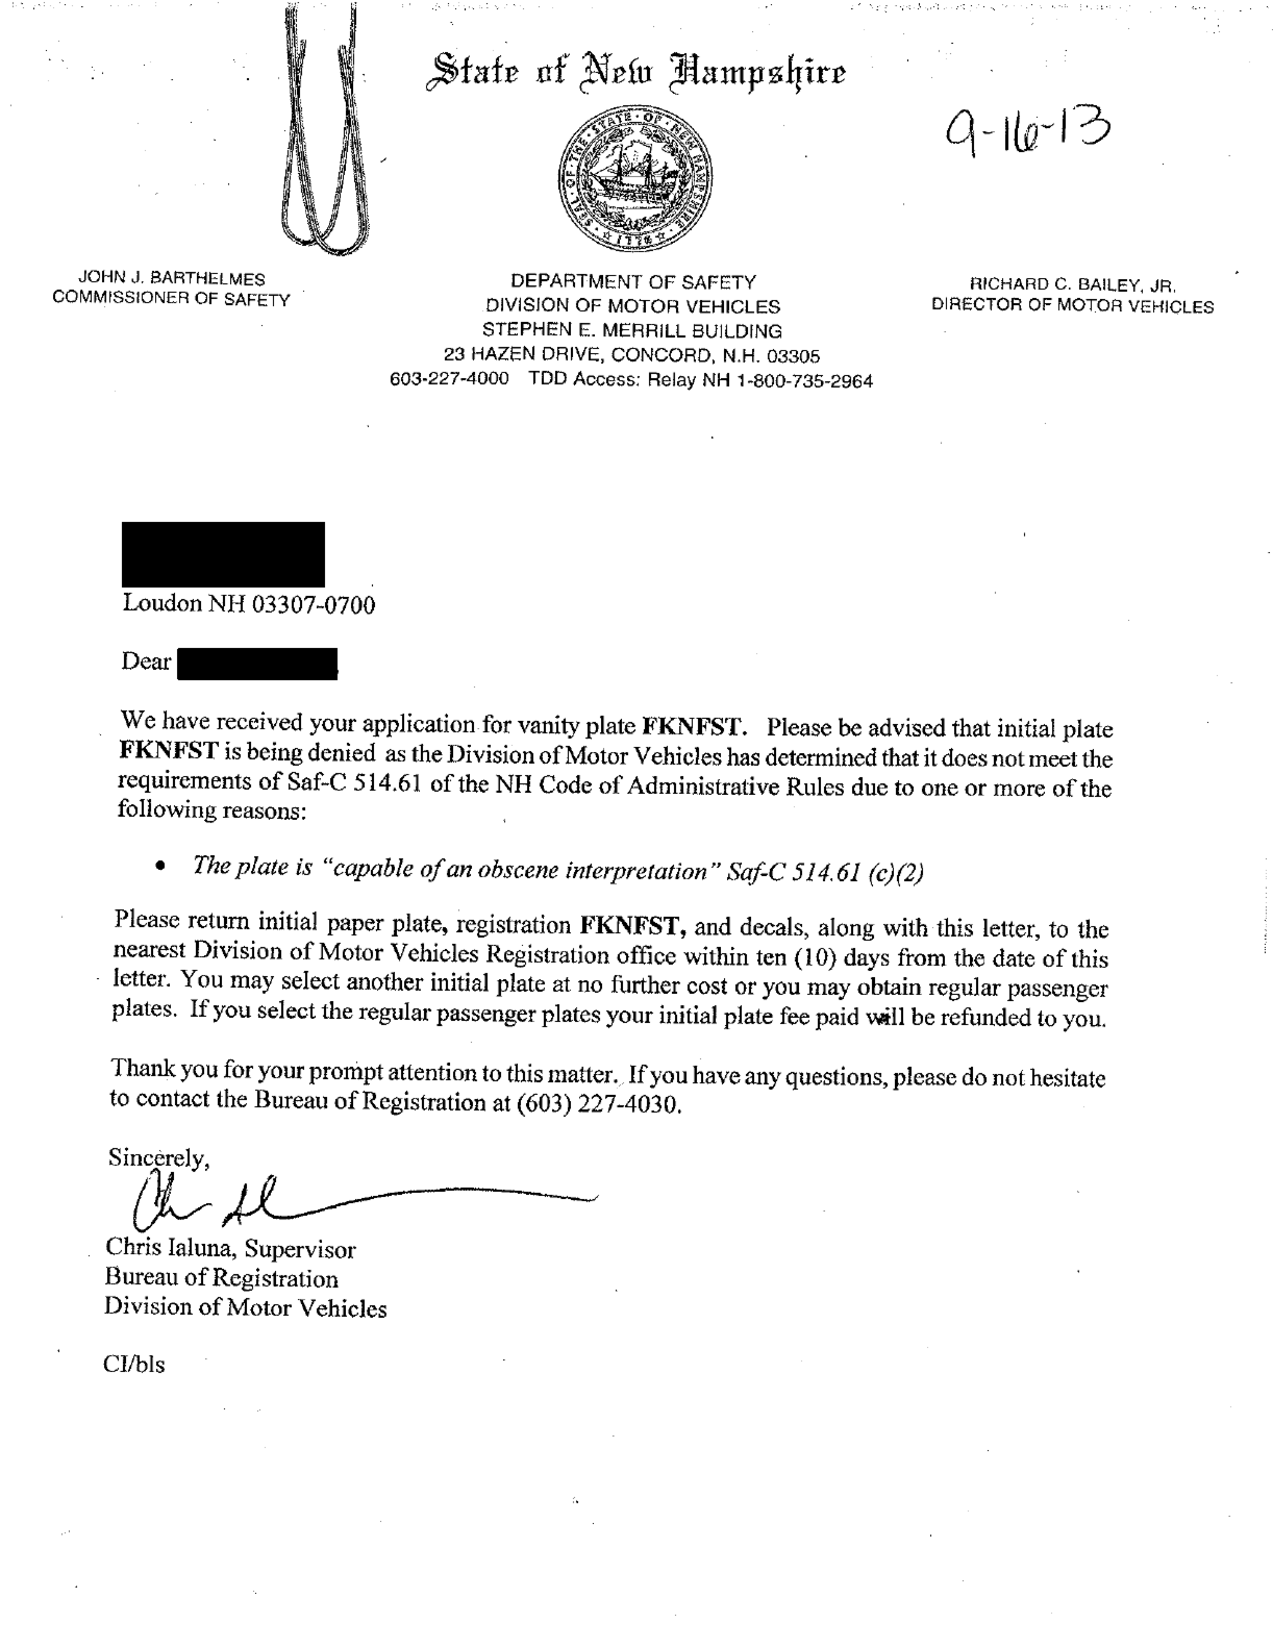 State of New Hampshire
SEAL · OF · THE · STATE · OF · NEW HAMPSHIRE
1776
9-16-13
JOHN J. BARTHELMES
COMMISSIONER OF SAFETY
DEPARTMENT OF SAFETY
DIVISION OF MOTOR VEHICLES
STEPHEN E. MERRILL BUILDING
23 HAZEN DRIVE, CONCORD, N.H. 03305
603-227-4000 TDD Access: Relay NH 1-800-735-2964
RICHARD C. BAILEY, JR.
DIRECTOR OF MOTOR VEHICLES
Loudon NH 03307-0700
Dear
We have received your application for vanity plate FKNFST. Please be advised that initial plate
FKNFST is being denied as the Division of Motor Vehicles has determined that it does not meet the
requirements of Saf-C 514.61 of the NH Code of Administrative Rules due to one or more of the
following reasons:
• The plate is “capable of an obscene interpretation” Saf-C 514.61 (c)(2)
Please return initial paper plate, registration FKNFST, and decals, along with this letter, to the
nearest Division of Motor Vehicles Registration office within ten (10) days from the date of this
letter. You may select another initial plate at no further cost or you may obtain regular passenger
plates. If you select the regular passenger plates your initial plate fee paid will be refunded to you.
Thank you for your prompt attention to this matter. If you have any questions, please do not hesitate
to contact the Bureau of Registration at (603) 227-4030.
Sincerely,
Chris Ialuna, Supervisor
Bureau of Registration
Division of Motor Vehicles
CI/bls